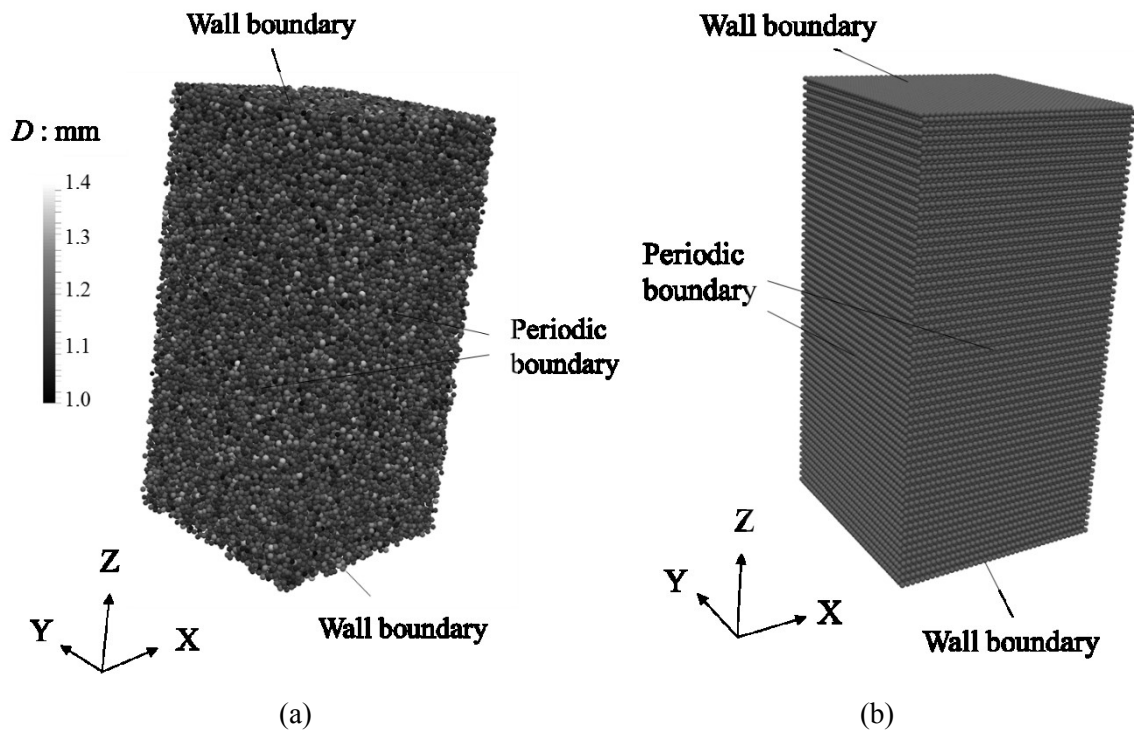 Wall boundary
D : mm
1.4
1.3
1.2
1.1
1.0
Periodic
boundary
Z
Y
X
Wall boundary
(a)
Wall boundary
Periodic
boundary
Z
Y
X
Wall boundary
(b)